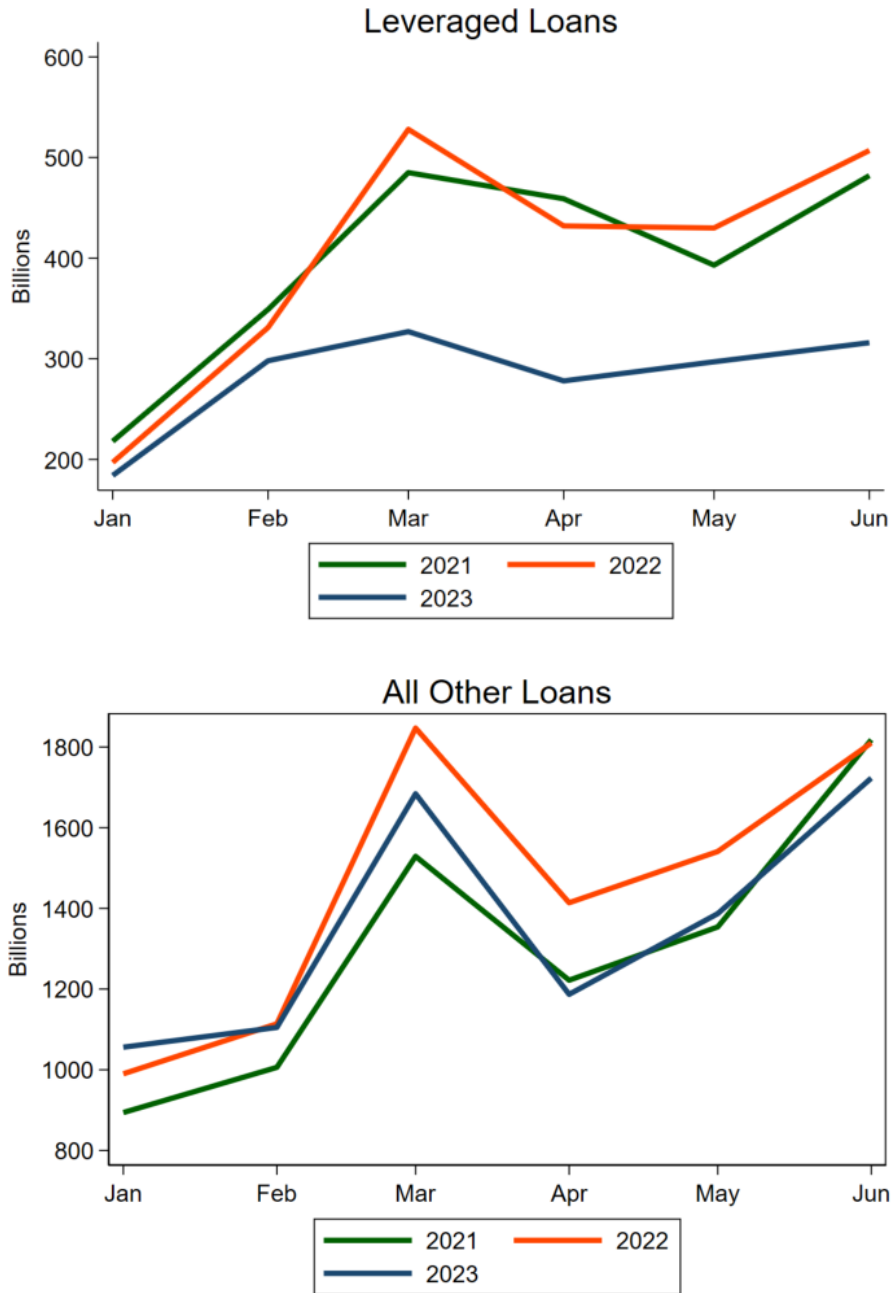 Leveraged Loans
600
500
400
300
200
Billions
Jan Feb Mar Apr May Jun
2021 2022
2023
All Other Loans
1800
1600
1400
1200
1000
800
Billions
Jan Feb Mar Apr May Jun
2021 2022
2023